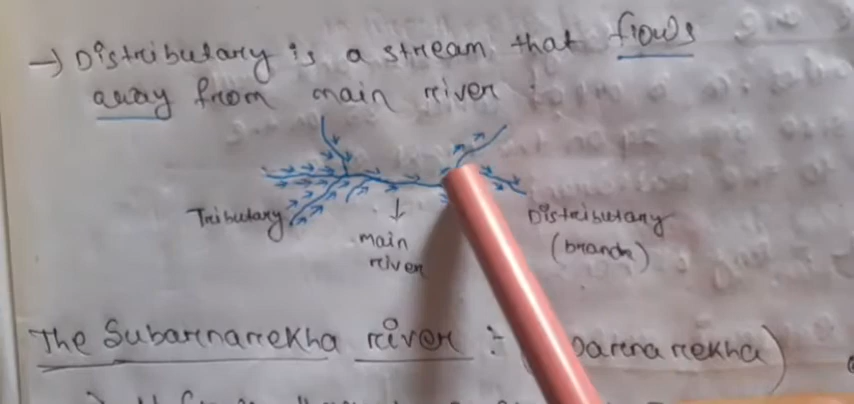 → Distributary is a stream that flows
away from main river :
Tributary
main
river
Distributary
(branch)
The Subarnarekha river :- (